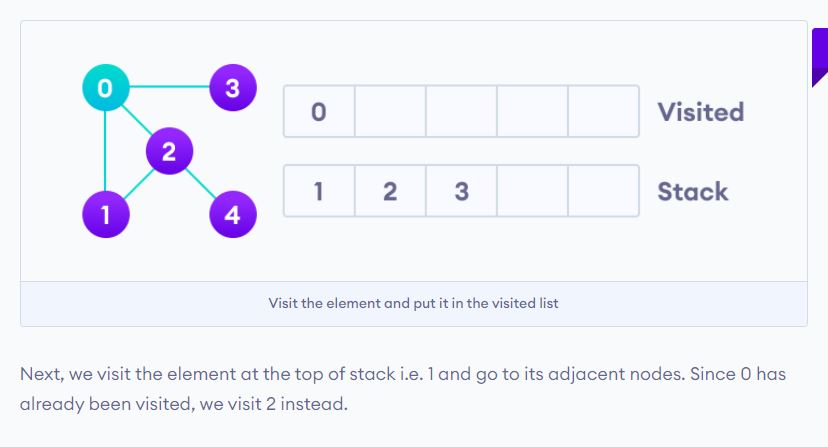 0 3
0 Visited
2
1 2 3 Stack
1 4
Visit the element and put it in the visited list
Next, we visit the element at the top of stack i.e. 1 and go to its adjacent nodes. Since 0 has
already been visited, we visit 2 instead.